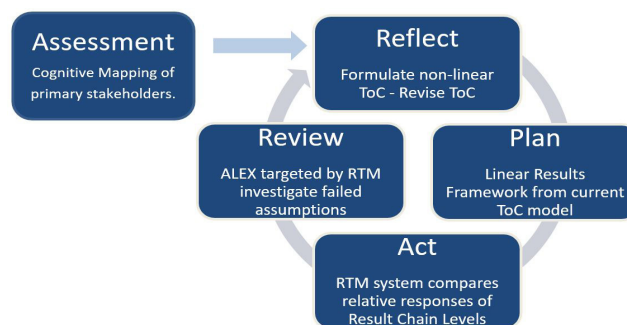 Assessment
Cognitive Mapping of
primary stakeholders.
Reflect
Formulate non-linear
ToC - Revise ToC
Plan
Linear Results
Framework from current
ToC model
Act
RTM system compares
relative responses of
Result Chain Levels
Review
ALEX targeted by RTM
investigate failed
assumptions